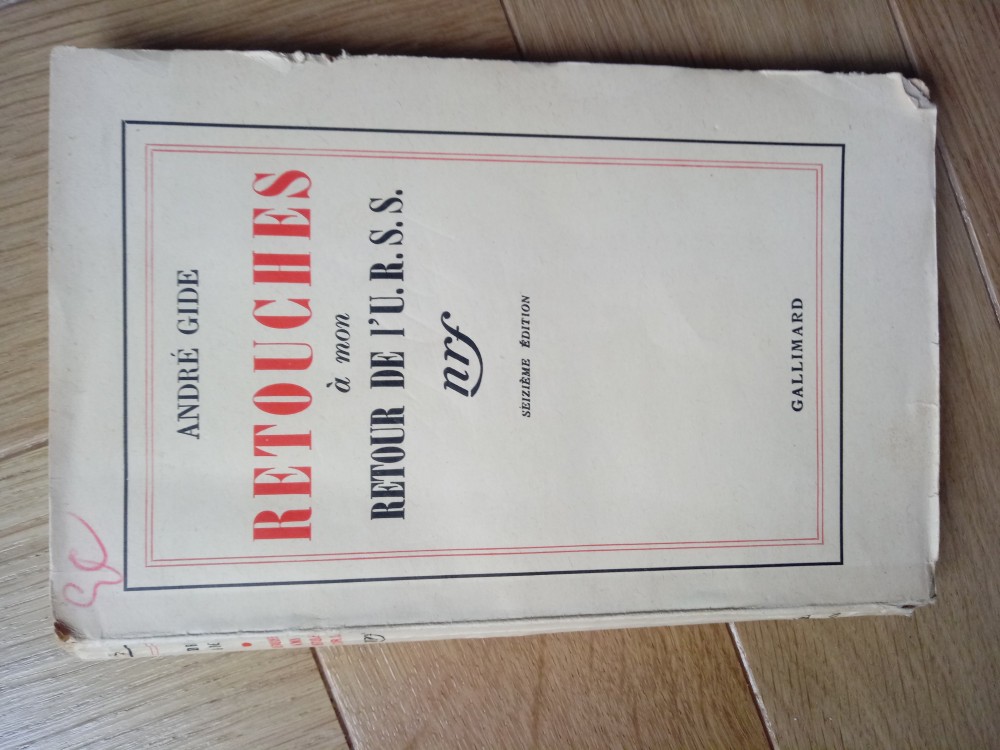 ANDRÉ GIDE
RETOUCHES
à mon
RETOUR DE l'U.R.S.S.
nrf
SEIZIÈME ÉDITION
GALLIMARD